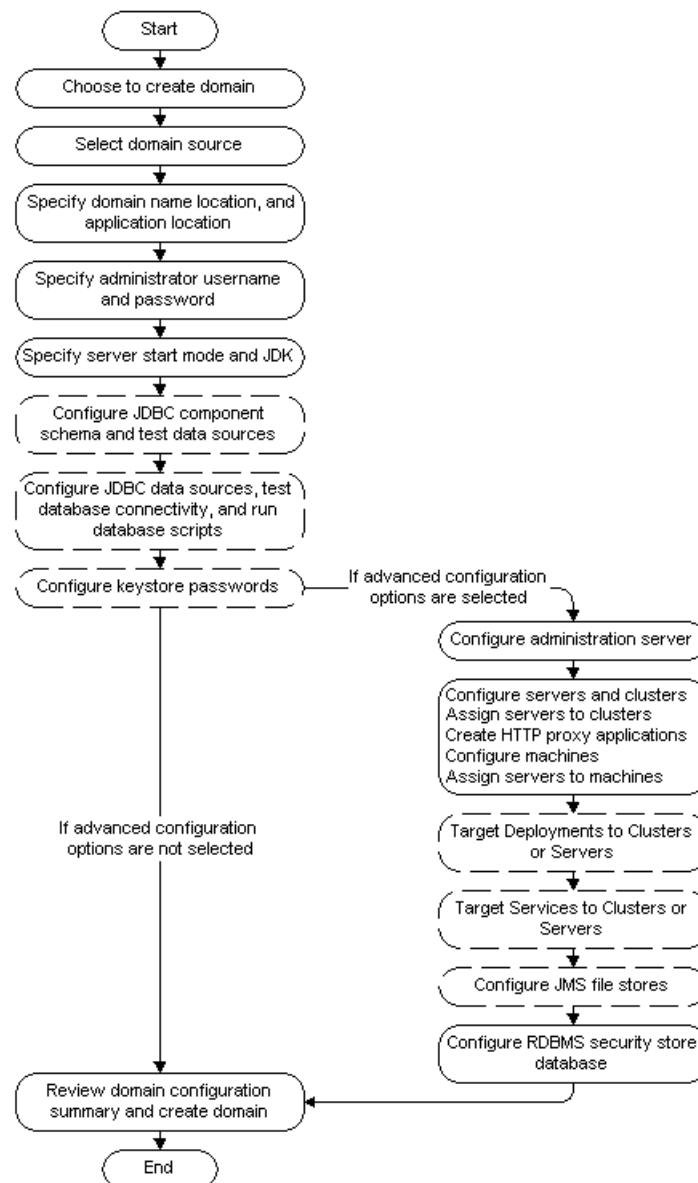 Start
Choose to create domain
Select domain source
Specify domain name location, and
application location
Specify administrator username
and password
Specify server start mode and JDK
Configure JDBC component
schema and test data sources
Configure JDBC data sources, test
database connectivity, and run
database scripts
Configure keystore passwords
If advanced configuration
options are selected
Configure administration server
Configure servers and clusters
Assign servers to clusters
Create HTTP proxy applications
Configure machines
Assign servers to machines
If advanced configuration
options are not selected
Target Deployments to Clusters
or Servers
Target Services to Clusters or
Servers
Configure JMS file stores
Configure RDBMS security store
database
Review domain configuration
summary and create domain
End